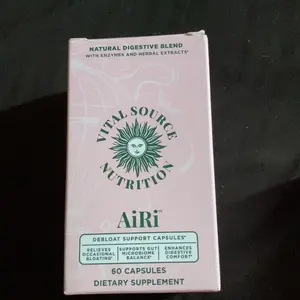 NATURAL DIGESTIVE BLEND
WITH ENZYMES AND HERBAL EXTRACTS*
VITAL SOURCE
NUTRITION
AiRi™
DEBLOAT SUPPORT CAPSULES*
RELIEVES
OCCASIONAL
BLOATING*
SUPPORTS GUT
MICROBIOME
BALANCE*
ENHANCES
DIGESTIVE
COMFORT*
60 CAPSULES
DIETARY SUPPLEMENT